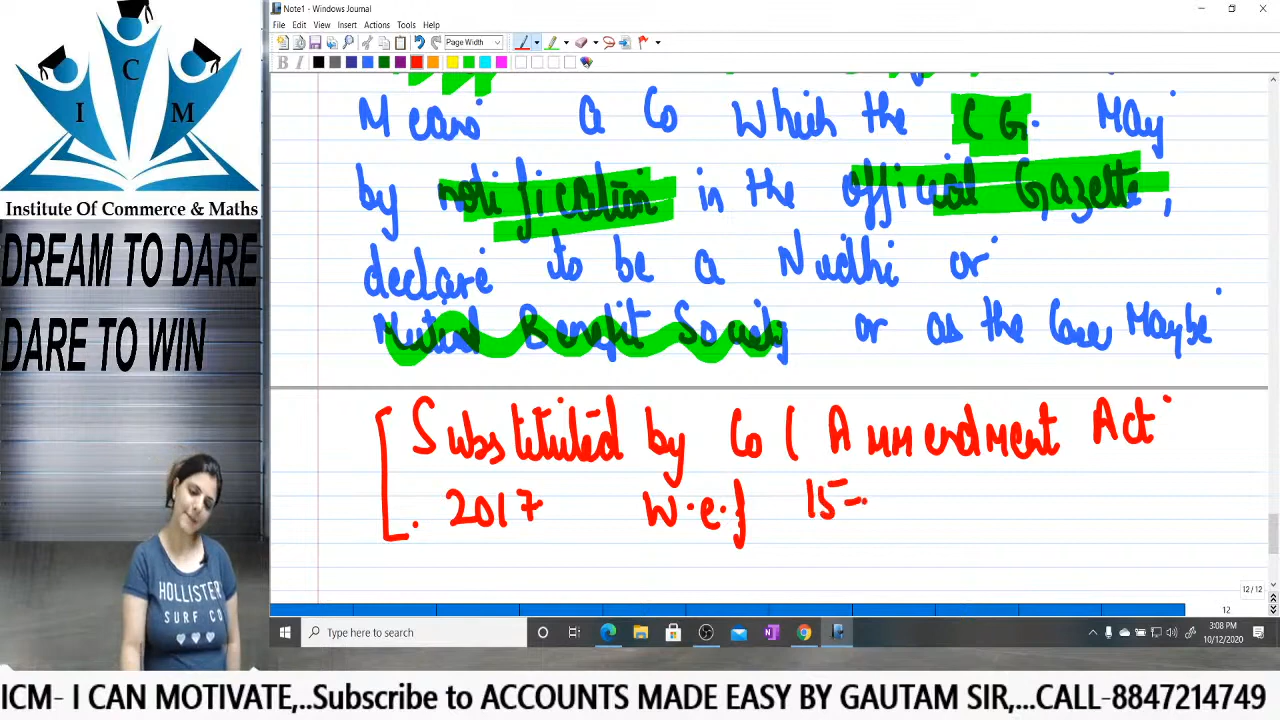 Note1 - Windows Journal
File Edit View Insert Actions Tools Help
Page Width
B I
C
I M
Institute Of Commerce & Maths
DREAM TO DARE
DARE TO WIN
Means a Co Which the C G. May
by notification in the official Gazette,
declare to be a Nidhi or
Mutual Benefit Society or as the Case Maybe
[Substituted by Co ( Ammendment Act
. 2017 w.e.f 15-
12 / 12
12
HOLLISTER
SURF CO
Type here to search
3:08 PM
10/12/2020
ICM- I CAN MOTIVATE,..Subscribe to ACCOUNTS MADE EASY BY GAUTAM SIR,...CALL-8847214749